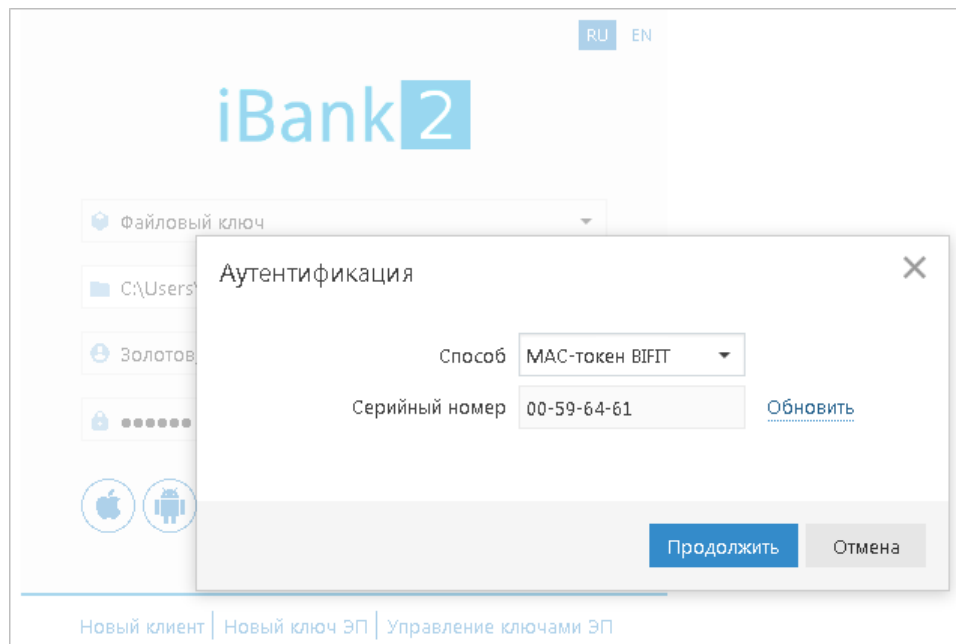 RU EN
iBank 2
Файловый ключ
C:\Users\
Аутентификация
Золотов
Способ МАС-токен BIFIT
Серийный номер 00-59-64-61 Обновить
Продолжить Отмена
Новый клиент | Новый ключ ЭП | Управление ключами ЭП